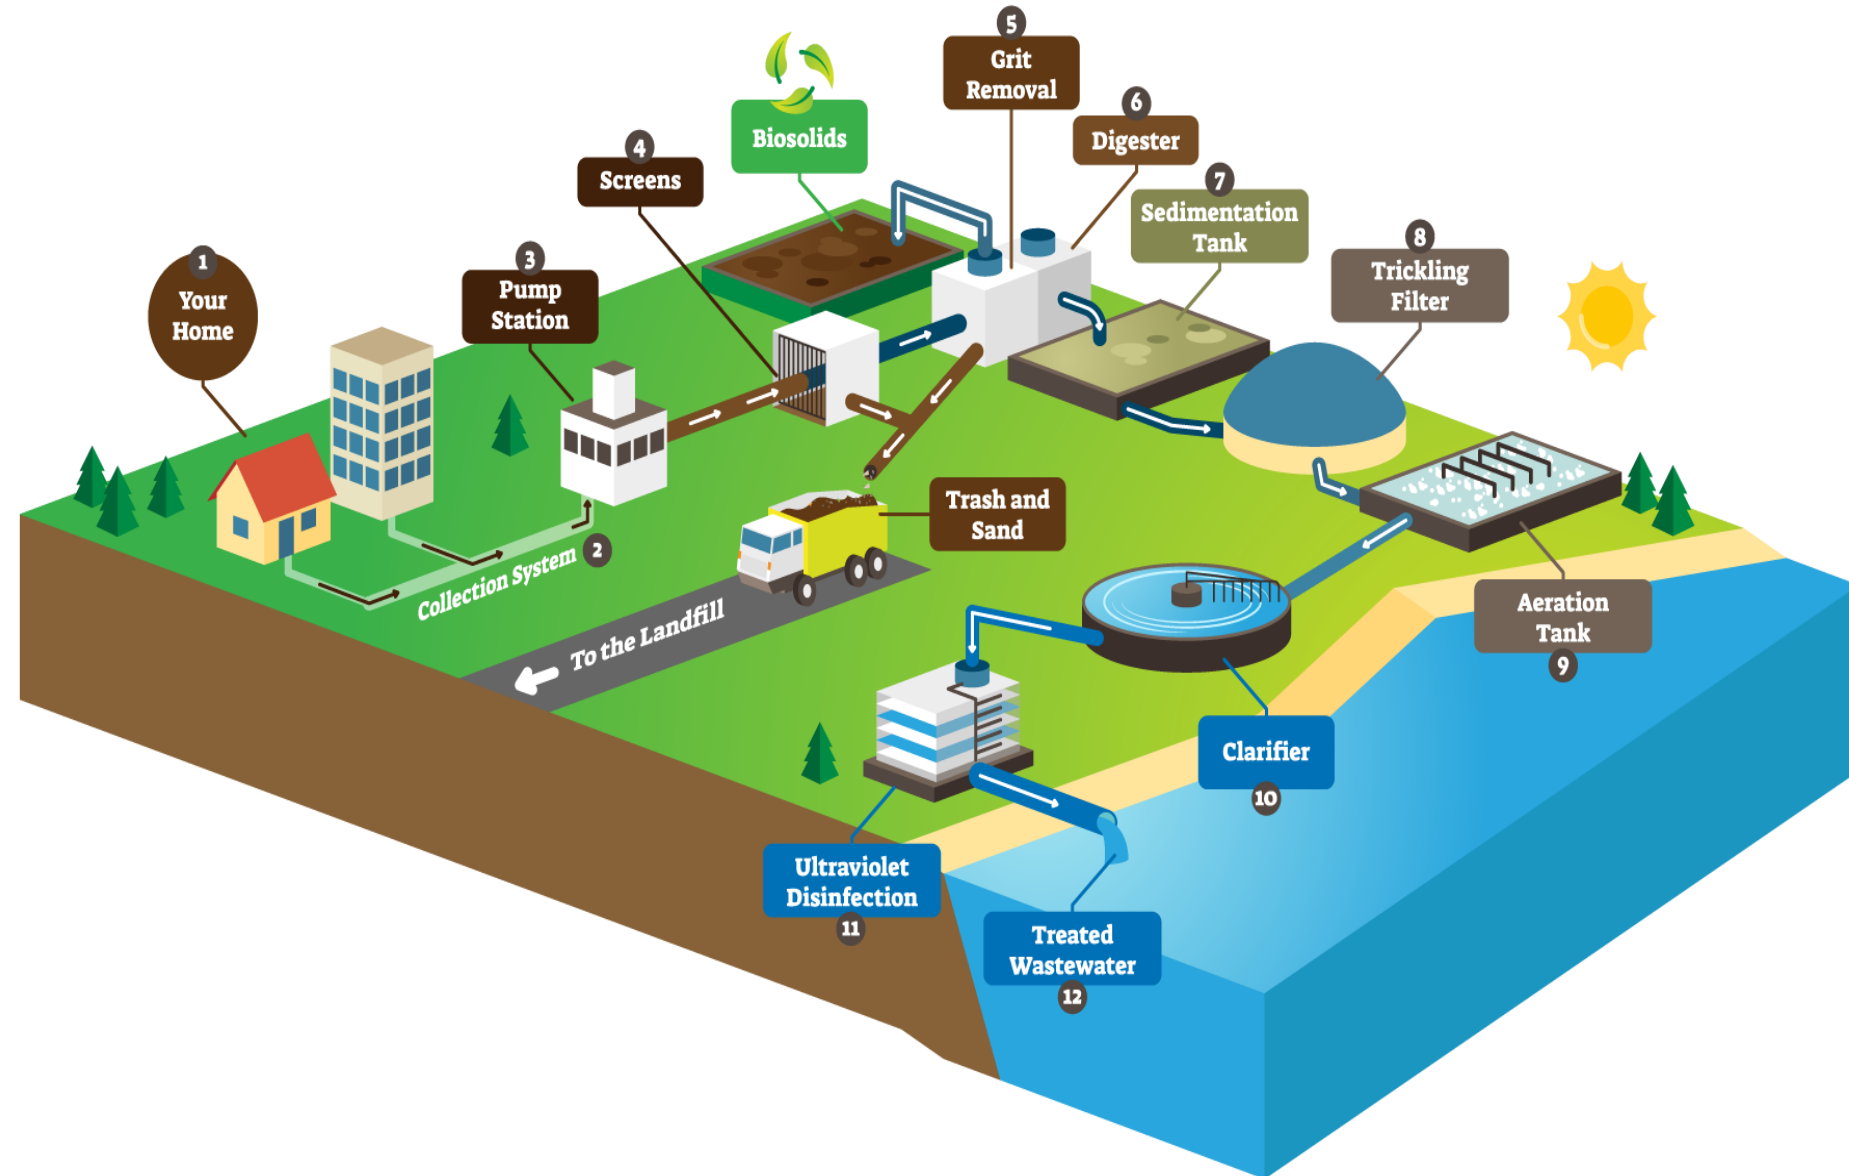 1
Your
Home
Collection System 2
3
Pump
Station
4
Screens
Biosolids
5
Grit
Removal
6
Digester
7
Sedimentation
Tank
8
Trickling
Filter
Trash and
Sand
To the Landfill
Aeration
Tank
9
Clarifier
10
Ultraviolet
Disinfection
11
Treated
Wastewater
12